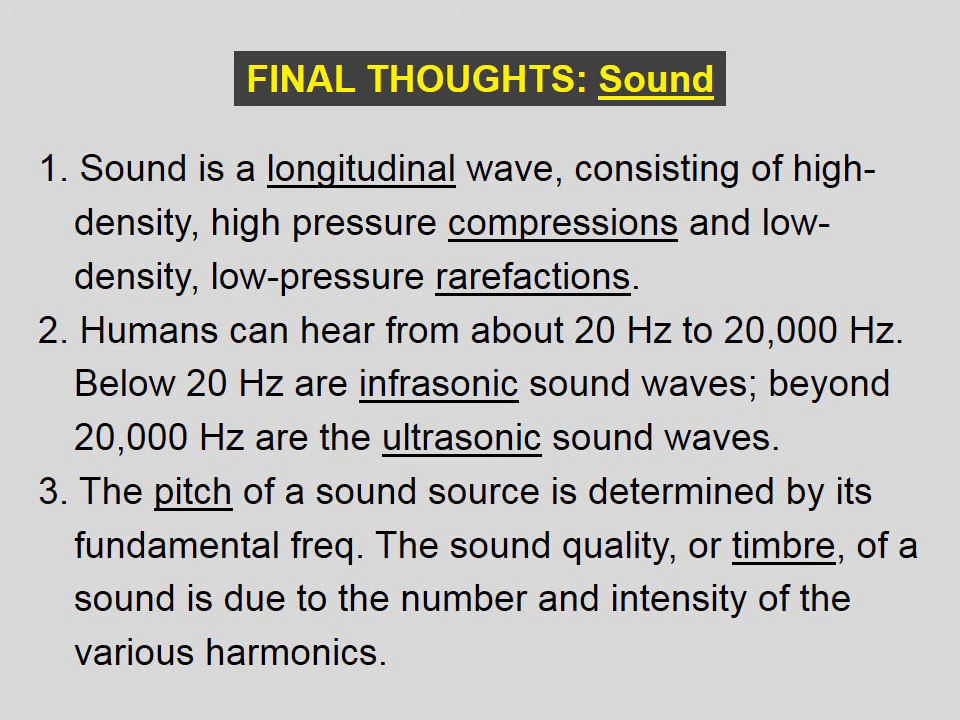 FINAL THOUGHTS: Sound
1. Sound is a longitudinal wave, consisting of high-
density, high pressure compressions and low-
density, low-pressure rarefactions.
2. Humans can hear from about 20 Hz to 20,000 Hz.
Below 20 Hz are infrasonic sound waves; beyond
20,000 Hz are the ultrasonic sound waves.
3. The pitch of a sound source is determined by its
fundamental freq. The sound quality, or timbre, of a
sound is due to the number and intensity of the
various harmonics.